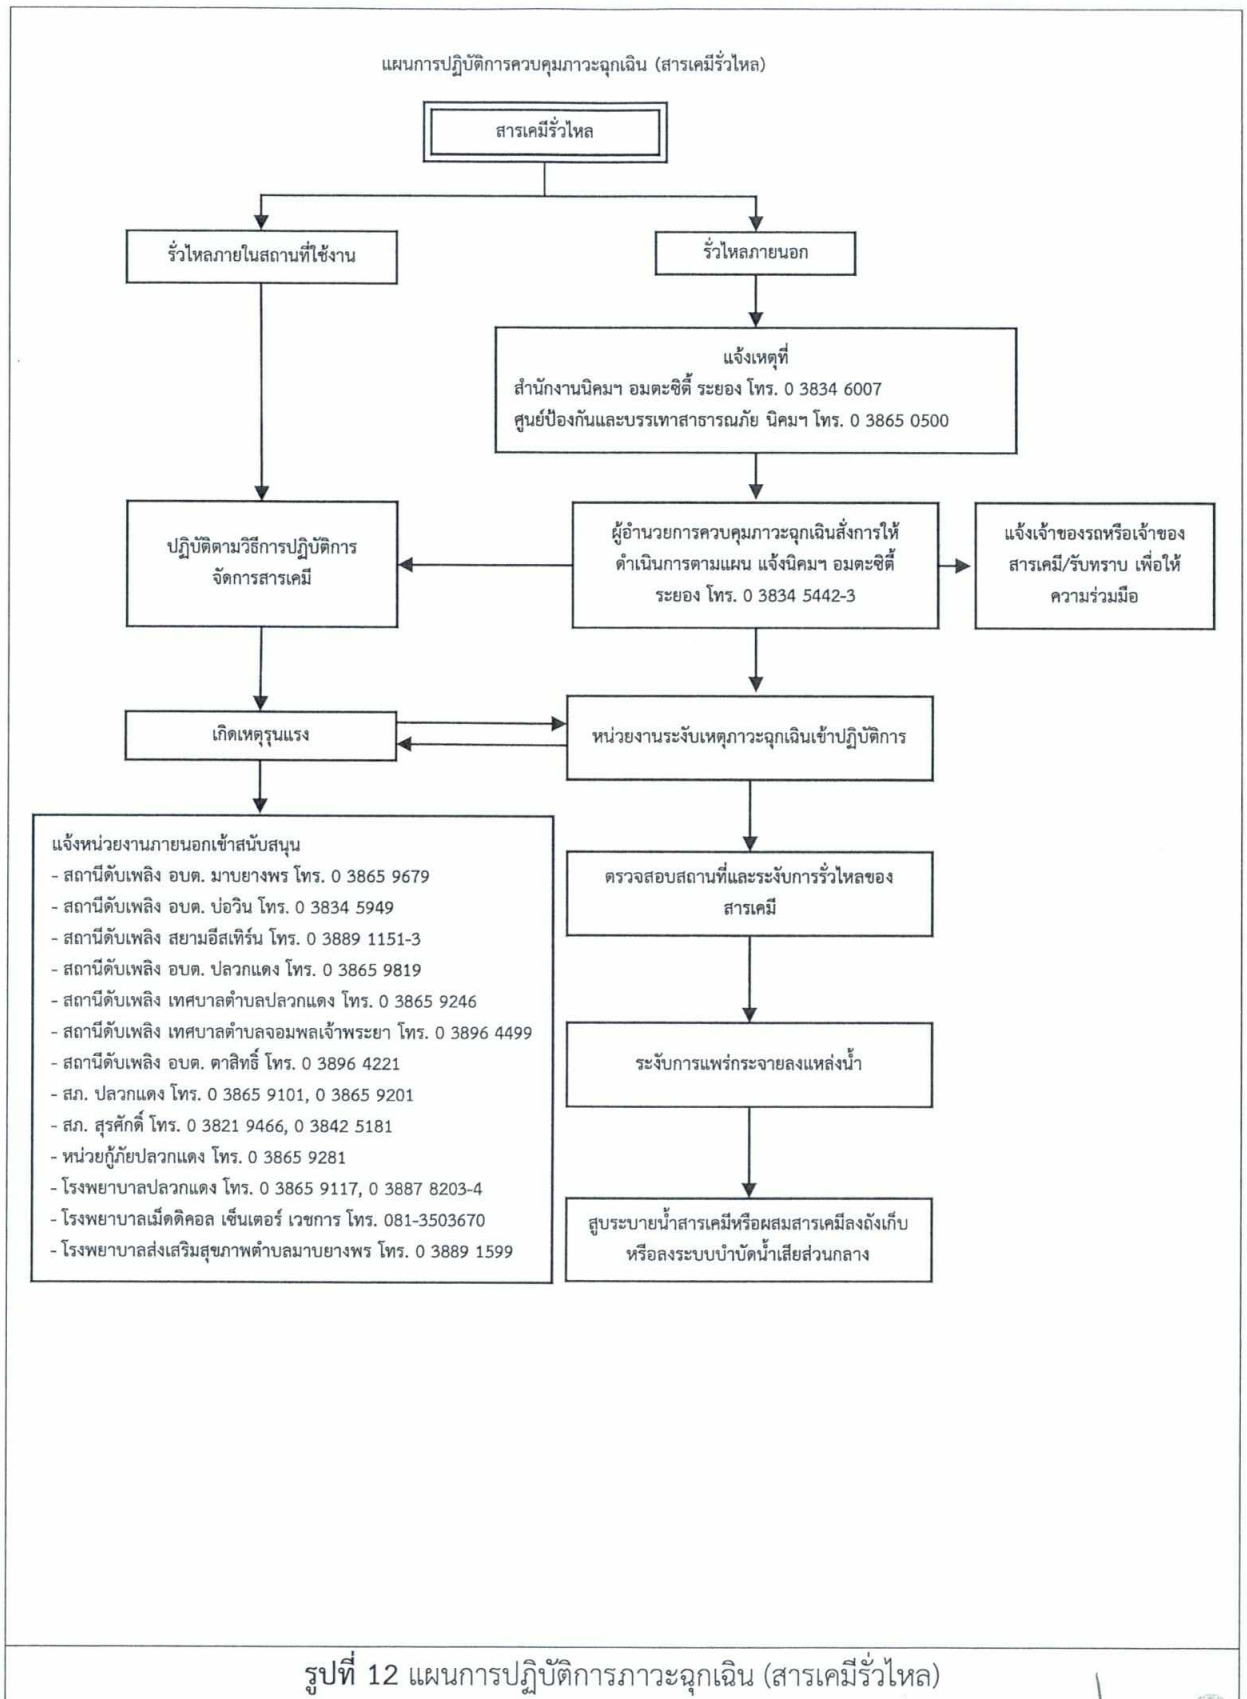 แผนการปฏิบัติการควบคุมภาวะฉุกเฉิน (สารเคมีรั่วไหล)
สารเคมีรั่วไหล
รั่วไหลภายในสถานที่ใช้งาน
รั่วไหลภายนอก
แจ้งเหตุที่
สำนักงานนิคมฯ อมตะซิตี้ ระยอง โทร. 0 3834 6007
ศูนย์ป้องกันและบรรเทาสาธารณภัย นิคมฯ โทร. 0 3865 0500
ปฏิบัติตามวิธีการปฏิบัติการ
จัดการสารเคมี
ผู้อำนวยการควบคุมภาวะฉุกเฉินสั่งการให้
ดำเนินการตามแผน แจ้งนิคมฯ อมตะซิตี้
ระยอง โทร. 0 3834 5442-3
แจ้งเจ้าของรถหรือเจ้าของ
สารเคมี/รับทราบ เพื่อให้
ความร่วมมือ
เกิดเหตุรุนแรง
หน่วยงานระงับเหตุภาวะฉุกเฉินเข้าปฏิบัติการ
แจ้งหน่วยงานภายนอกเข้าสนับสนุน
- สถานีดับเพลิง อบต. มาบยางพร โทร. 0 3865 9679
- สถานีดับเพลิง อบต. บ่อวิน โทร. 0 3834 5949
- สถานีดับเพลิง สยามอีสเทิร์น โทร. 0 3889 1151-3
- สถานีดับเพลิง อบต. ปลวกแดง โทร. 0 3865 9819
- สถานีดับเพลิง เทศบาลตำบลปลวกแดง โทร. 0 3865 9246
- สถานีดับเพลิง เทศบาลตำบลจอมพลเจ้าพระยา โทร. 0 3896 4499
- สถานีดับเพลิง อบต. ตาสิทธิ์ โทร. 0 3896 4221
- สภ. ปลวกแดง โทร. 0 3865 9101, 0 3865 9201
- สภ. สุรศักดิ์ โทร. 0 3821 9466, 0 3842 5181
- หน่วยกู้ภัยปลวกแดง โทร. 0 3865 9281
- โรงพยาบาลปลวกแดง โทร. 0 3865 9117, 0 3887 8203-4
- โรงพยาบาลเม็ดดิคอล เซ็นเตอร์ เวชการ โทร. 081-3503670
- โรงพยาบาลส่งเสริมสุขภาพตำบลมาบยางพร โทร. 0 3889 1599
ตรวจสอบสถานที่และระงับการรั่วไหลของ
สารเคมี
ระงับการแพร่กระจายลงแหล่งน้ำ
สูบระบายน้ำสารเคมีหรือผสมสารเคมีลงถังเก็บ
หรือลงระบบบำบัดน้ำเสียส่วนกลาง
รูปที่ 12 แผนการปฏิบัติการภาวะฉุกเฉิน (สารเคมีรั่วไหล)